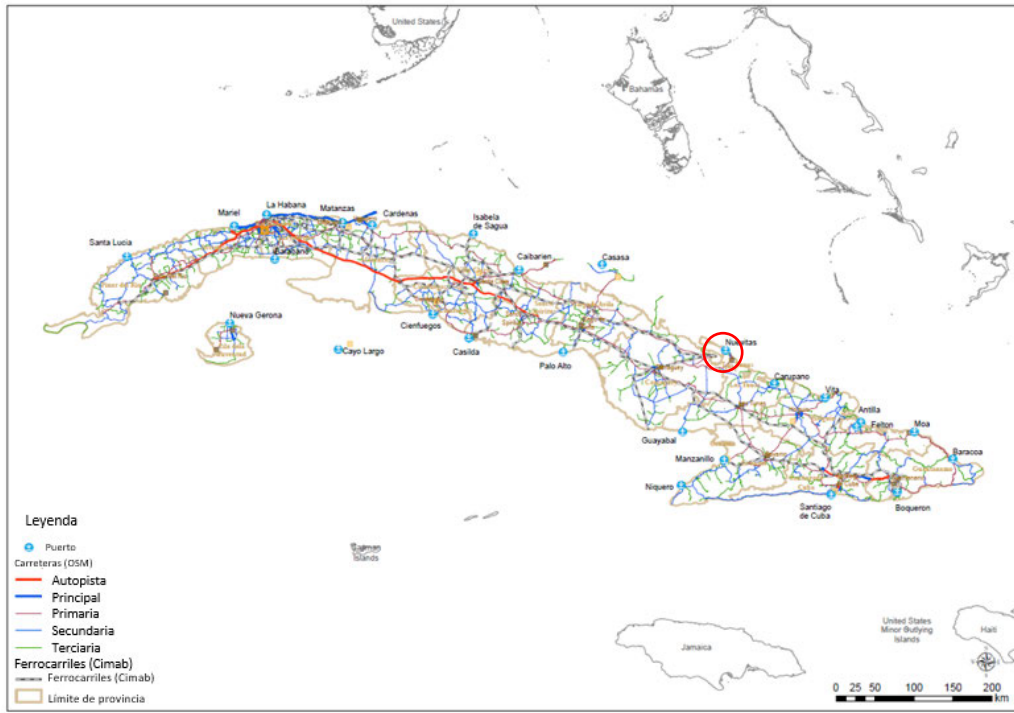 United States
Bahamas
La Habana
Matanzas
Cardenas
Mariel
Isabela
de Sagua
Santa Lucia
Caibarien
Casasa
Batabano
Nueva Gerona
Cienfuegos
Cayo Largo
Casilda
Palo Alto
Nuevitas
Carupano
Vita
Antilla
Felton
Moa
Guayabal
Manzanillo
Baracoa
Niquero
Santiago
de Cuba
Boqueron
Leyenda
Puerto
Carreteras (OSM)
Autopista
Principal
Primaria
Secundaria
Terciaria
Ferrocarriles (Cimab)
Ferrocarriles (Cimab)
Límite de provincia
Cayman
Islands
Jamaica
United States
Minor Outlying
Islands
Haiti
0 25 50 100 150 200
km